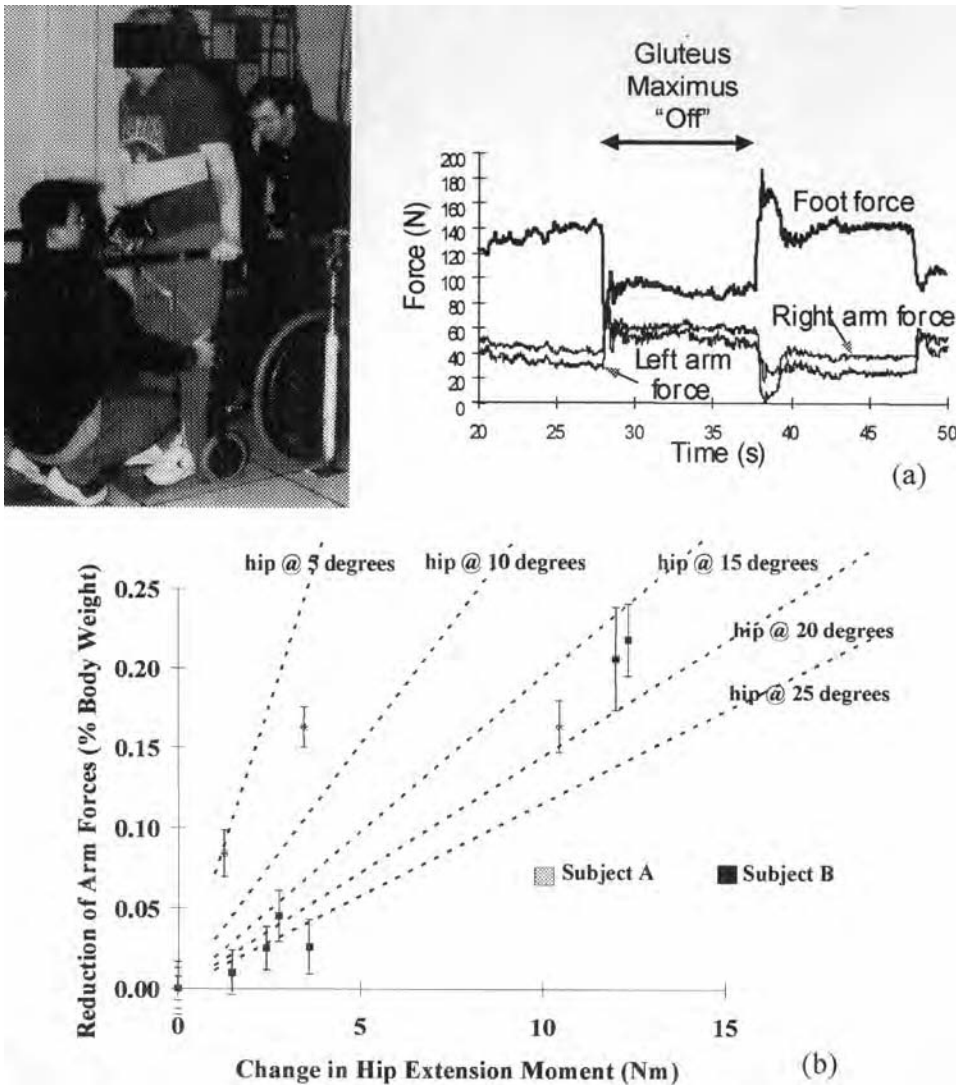 Gluteus
Maximus
“Off”
200
180
160
140
120
100
80
60
40
20
0
Force (N)
Foot force
Right arm force
Left arm
force
20 25 30 35 40 45 50
Time (s)
(a)
Reduction of Arm Forces (% Body Weight)
0.25
0.20
0.15
0.10
0.05
0.00
hip @ 5 degrees
hip @ 10 degrees
hip @ 15 degrees
hip @ 20 degrees
hip @ 25 degrees
Subject A
Subject B
0 5 10 15
Change in Hip Extension Moment (Nm)
(b)